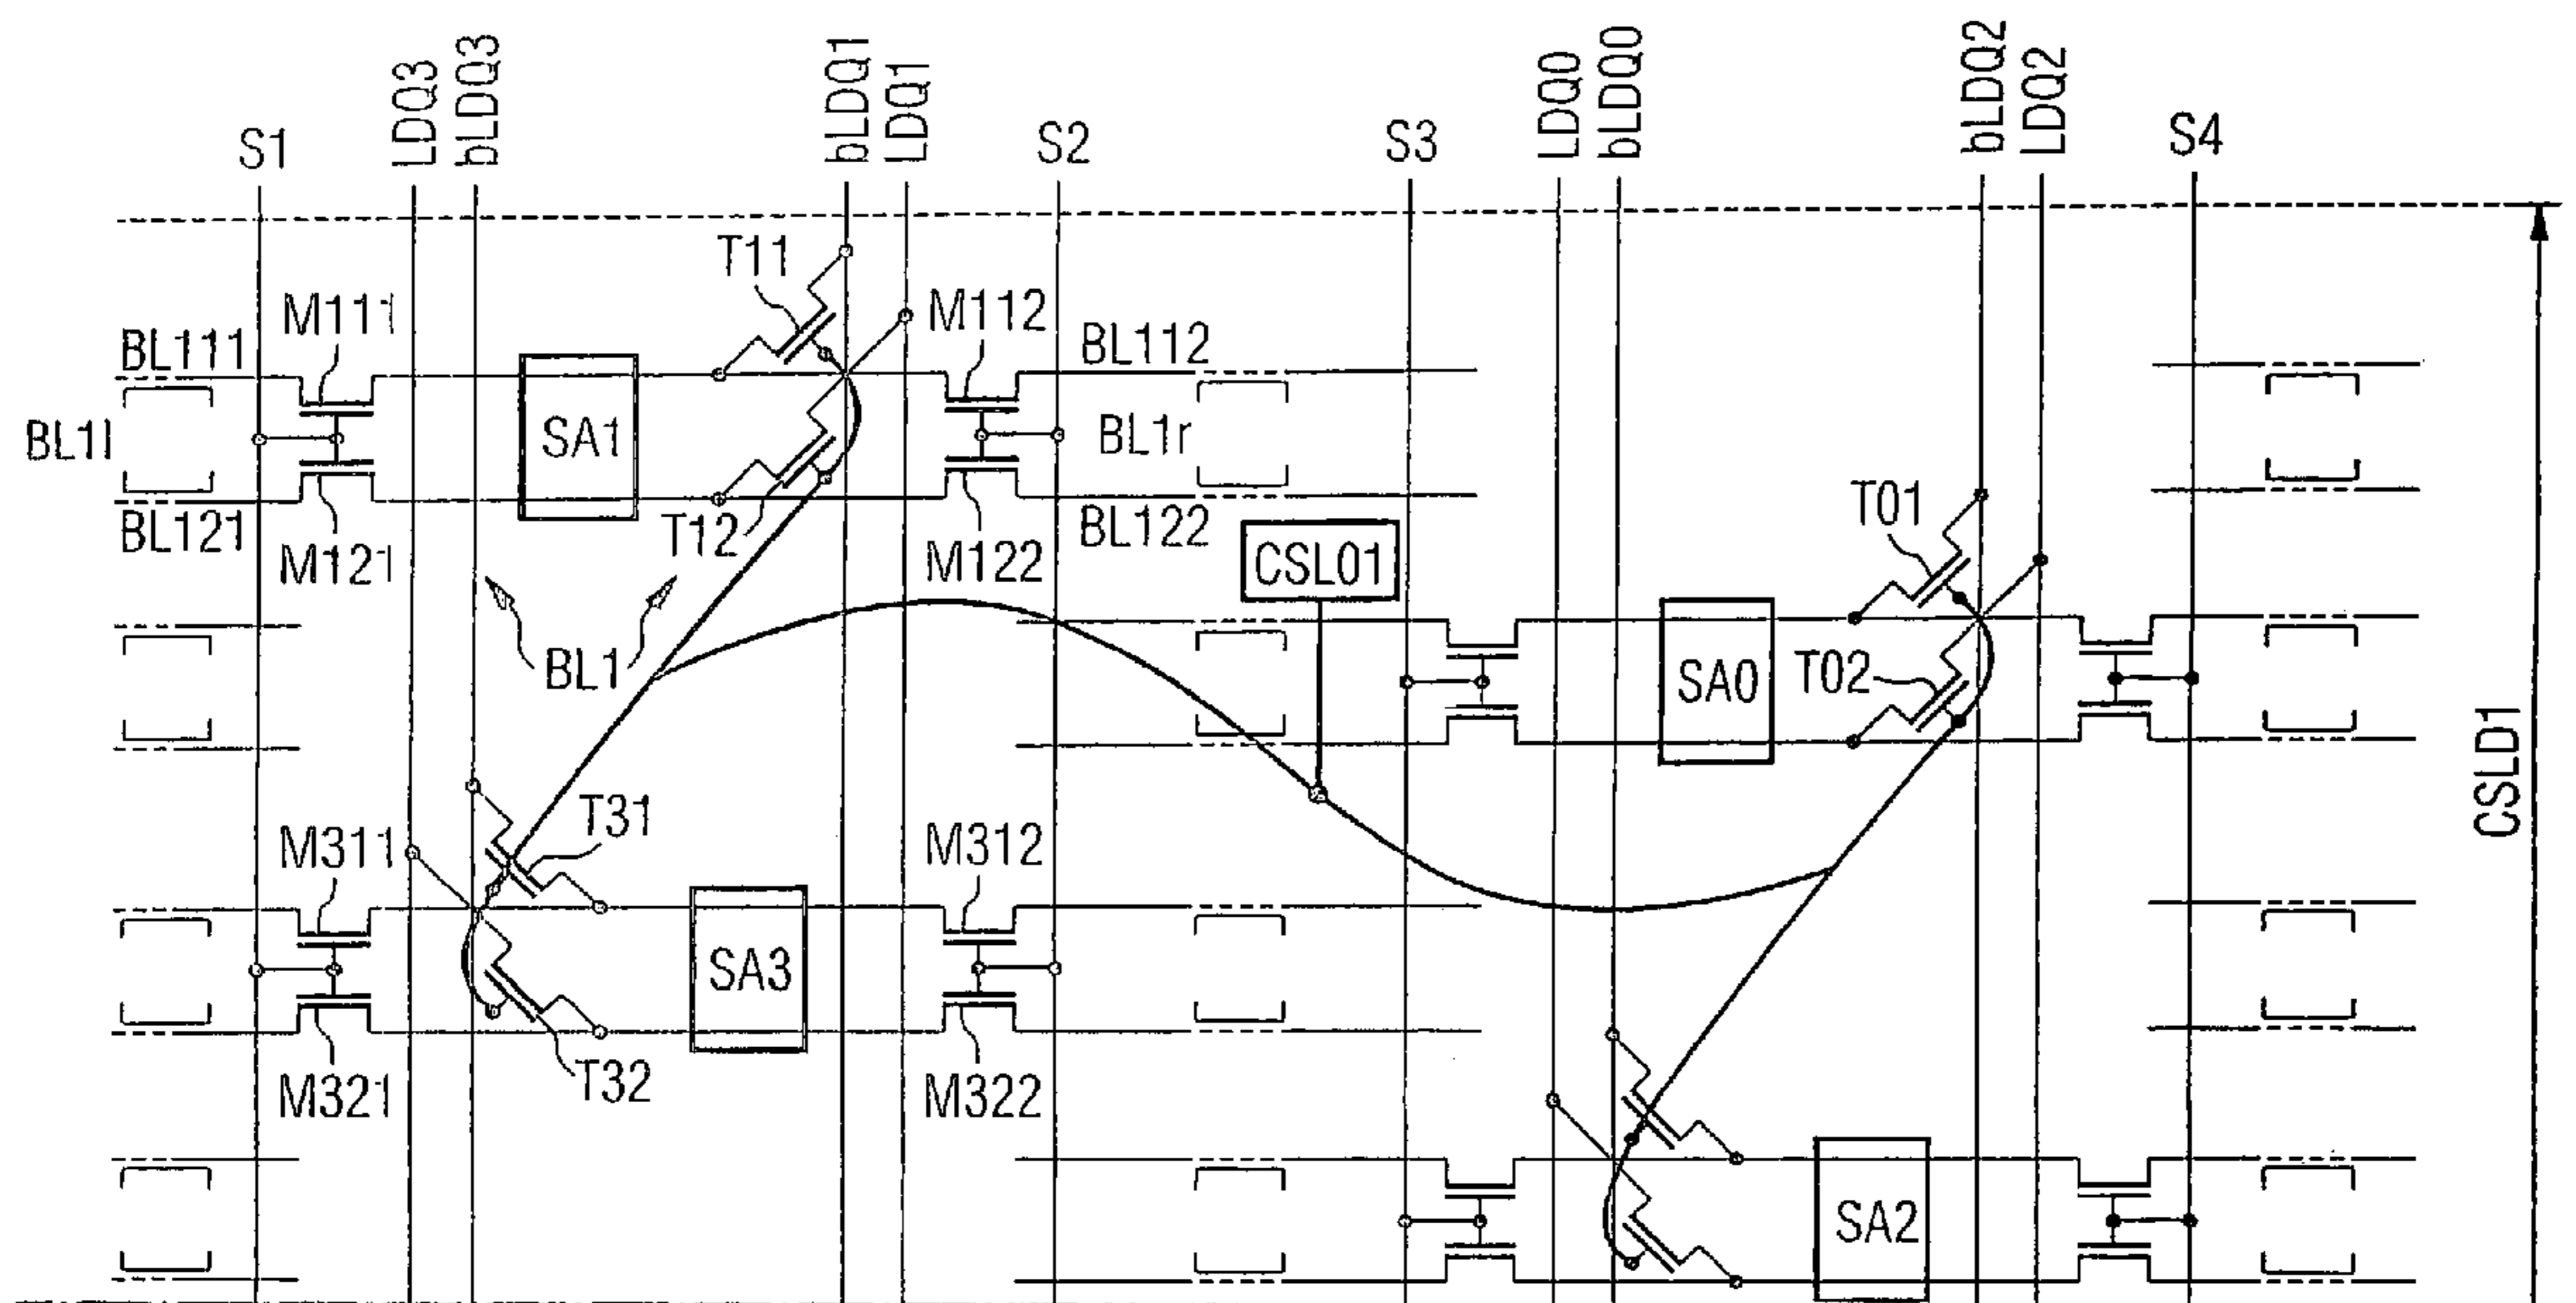 S1
LDQ3
bLDQ3
bLDQ1
LDQ1
S2
S3
LDQ0
bLDQ0
bLDQ2
LDQ2
S4
T11
M111
M112
BL111
BL112
BL1l
SA1
BL1r
BL121
T12
BL122
M121
M122
CSL01
T01
BL1
SA0
T02
CSLD1
T31
M311
M312
SA3
M321
T32
M322
SA2